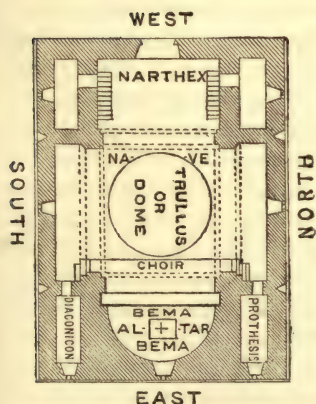 WEST
NARTHEX
NA-VE
TRULLUS
OR
DOME
SOUTH
NORTH
CHOIR
BEMA
AL-TAR
BEMA
DIACONICON
PROTHESIS
EAST